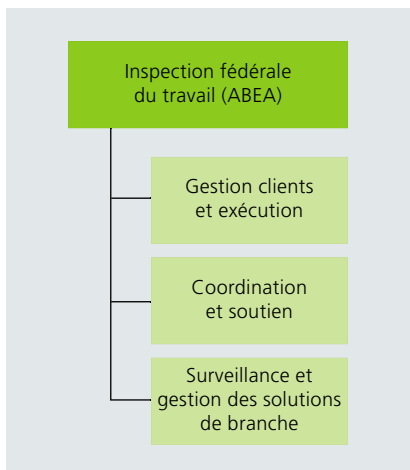 Inspection fédérale
du travail (ABEA)
Gestion clients
et exécution
Coordination
et soutien
Surveillance et
gestion des solutions
de branche